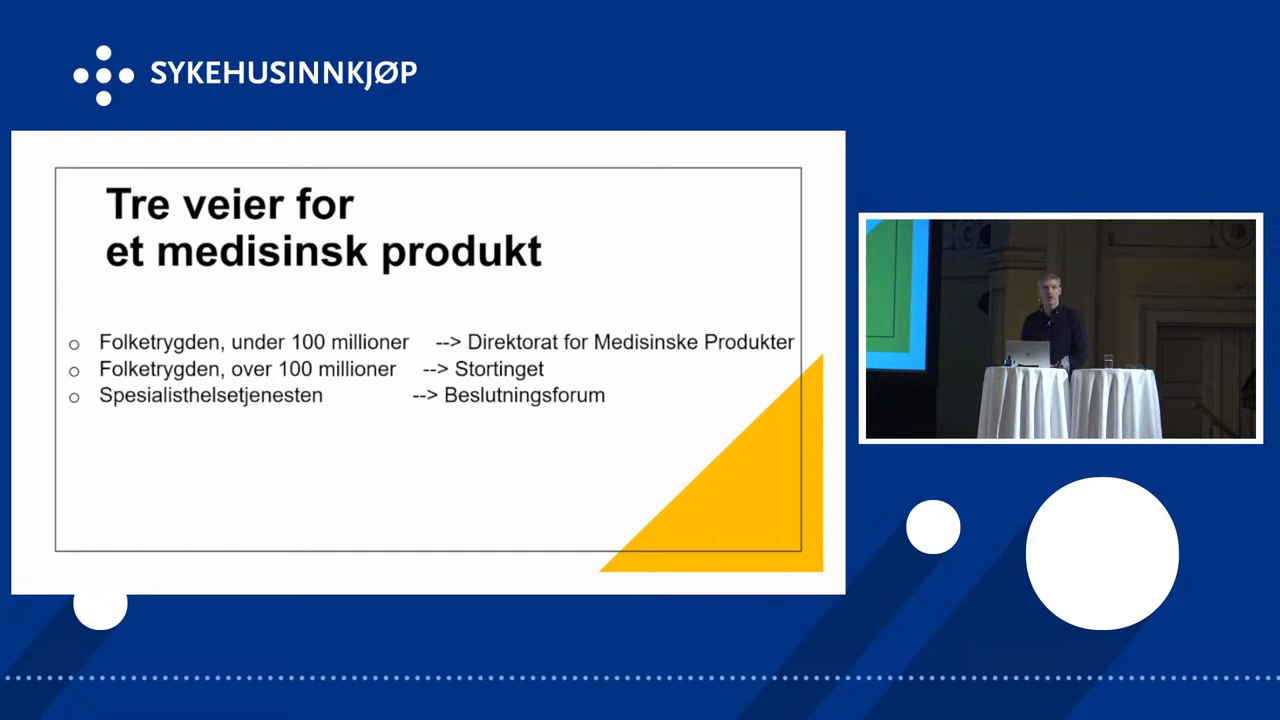 SYKEHUSINNKJØP
Tre veier for
et medisinsk produkt
o Folketrygden, under 100 millioner --> Direktorat for Medisinske Produkter
o Folketrygden, over 100 millioner --> Stortinget
o Spesialisthelsetjenesten --> Beslutningsforum